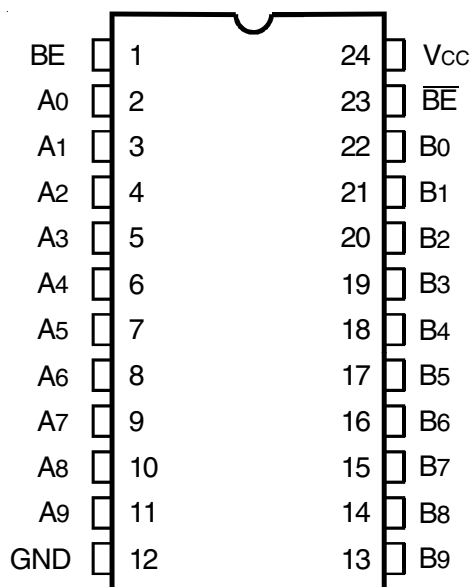 BE 1 24 VCC
A0 2 23 B̅E̅
A1 3 22 B0
A2 4 21 B1
A3 5 20 B2
A4 6 19 B3
A5 7 18 B4
A6 8 17 B5
A7 9 16 B6
A8 10 15 B7
A9 11 14 B8
GND 12 13 B9